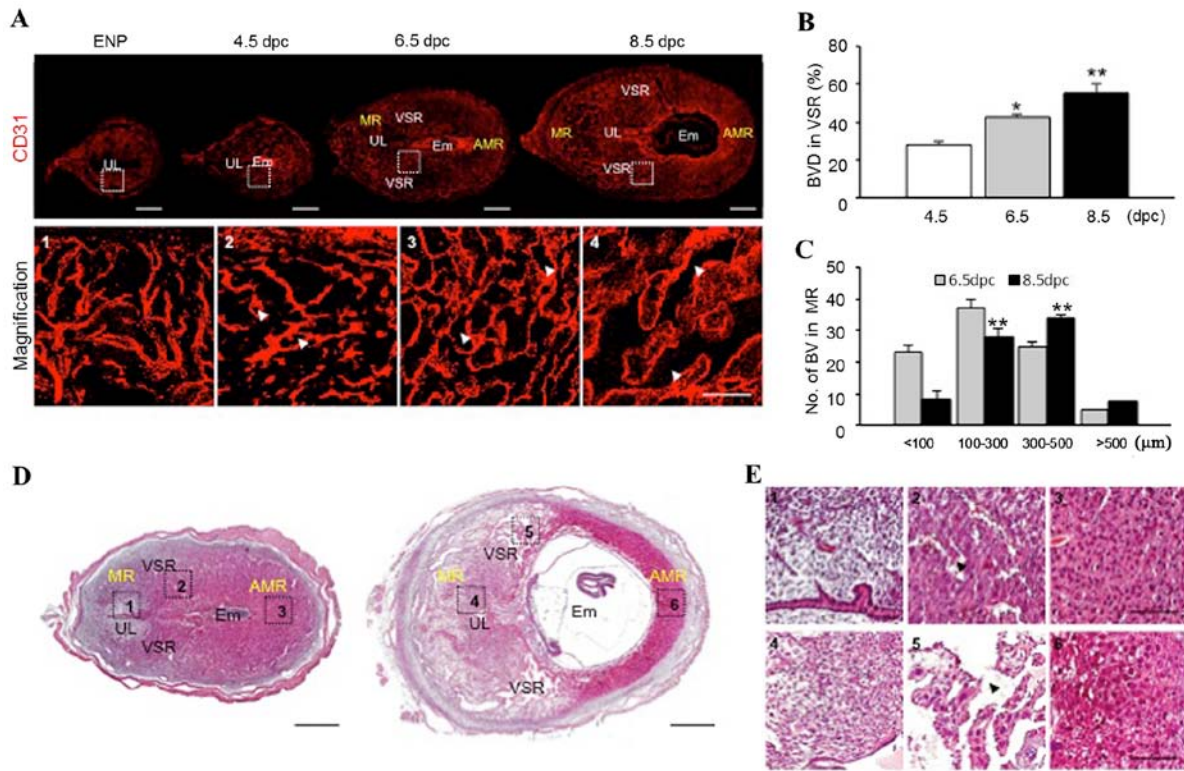 A
ENP 4.5 dpc 6.5 dpc 8.5 dpc
CD31
UL
UL Em
VSR
MR
UL
Em AMR
VSR
VSR
MR UL Em AMR
VSR
Magnification
1 2 3 4
B
BVD in VSR (%)
80
60
40
20
0
* **
4.5 6.5 8.5 (dpc)
C
No. of BV in MR
6.5dpc 8.5dpc
50
40
30
20
10
0
** **
<100 100-300 300-500 >500 (μm)
D
VSR
MR 2 AMR
1 Em 3
UL
VSR
5
VSR
MR AMR
4 Em 6
UL
VSR
E
1 2 3
4 5 6